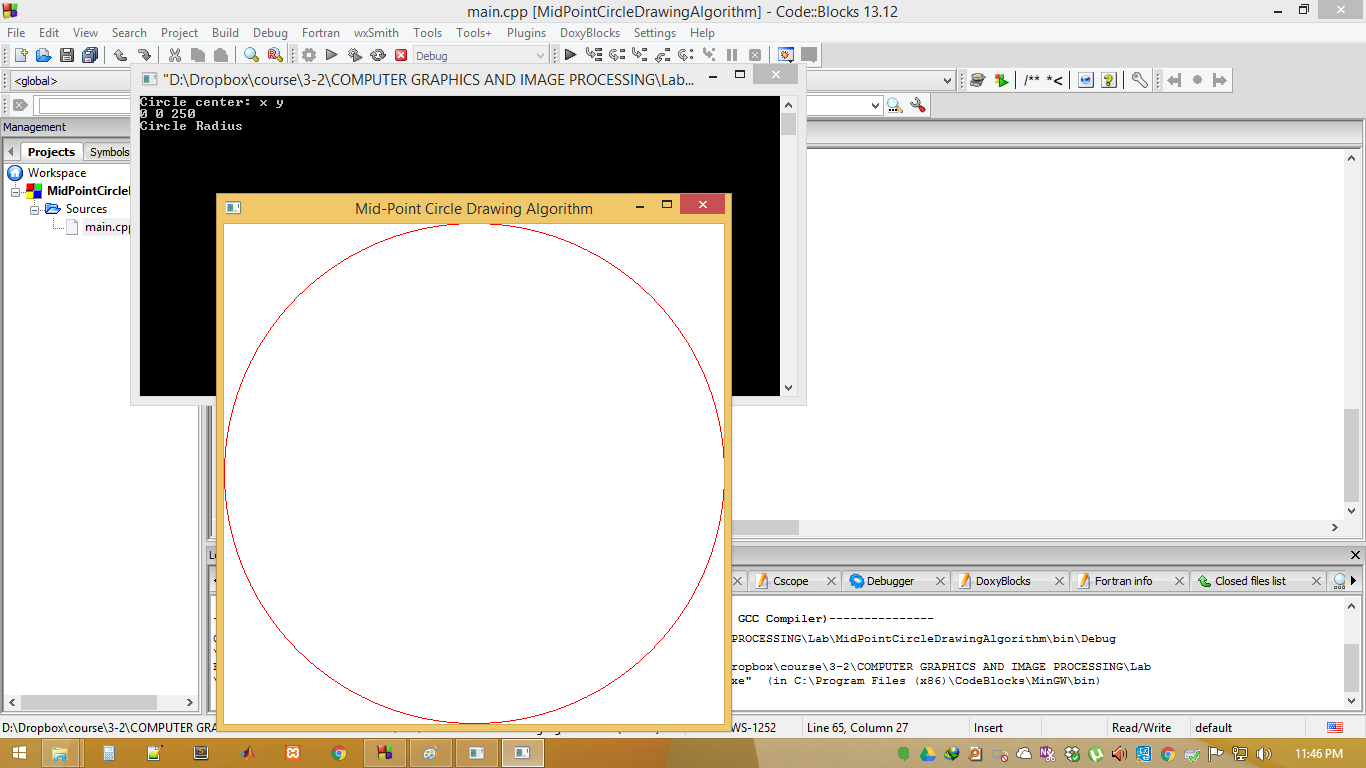 main.cpp [MidPointCircleDrawingAlgorithm] - Code::Blocks 13.12
File Edit View Search Project Build Debug Fortran wxSmith Tools Tools+ Plugins DoxyBlocks Settings Help
Debug
<global>
"D:\Dropbox\course\3-2\COMPUTER GRAPHICS AND IMAGE PROCESSING\Lab...
/** *<
Circle center: x y
0 0 250
Circle Radius
Management
Projects Symbols
Workspace
MidPointCircle
Sources
main.cpp
Mid-Point Circle Drawing Algorithm
Cscope Debugger DoxyBlocks Fortran info Closed files list
GCC Compiler)---------------
PROCESSING\Lab\MidPointCircleDrawingAlgorithm\bin\Debug
ropbox\course\3-2\COMPUTER GRAPHICS AND IMAGE PROCESSING\Lab
xe" (in C:\Program Files (x86)\CodeBlocks\MinGW\bin)
D:\Dropbox\course\3-2\COMPUTER GRA WS-1252 Line 65, Column 27 Insert Read/Write default
11:46 PM